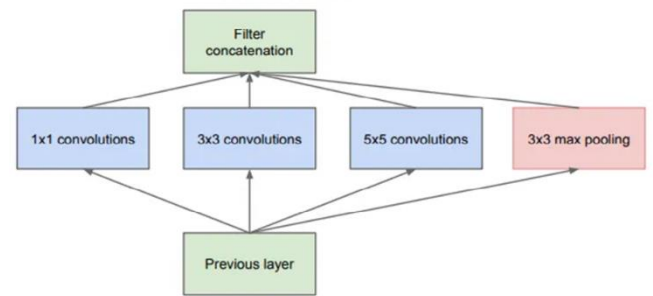 Filter
concatenation
1x1 convolutions
3x3 convolutions
5x5 convolutions
3x3 max pooling
Previous layer